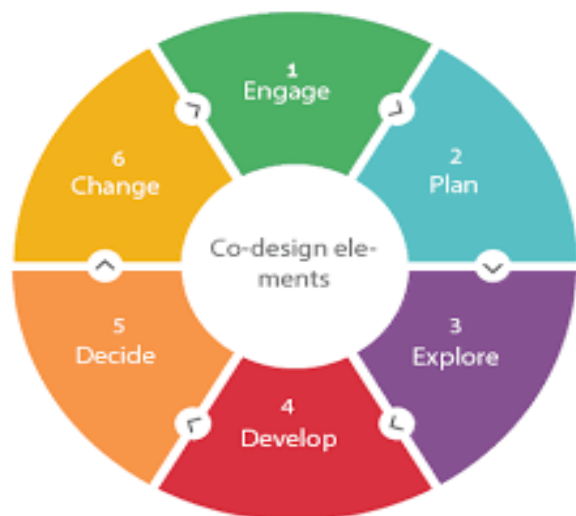 1
Engage
2
Plan
3
Explore
4
Develop
5
Decide
6
Change
Co-design ele-
ments